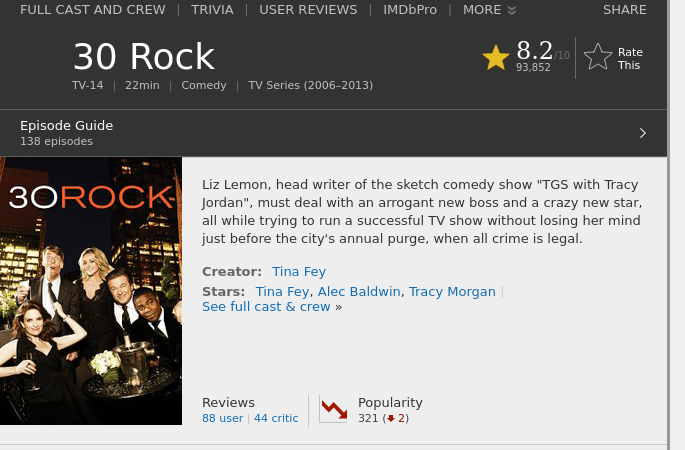 FULL CAST AND CREW | TRIVIA | USER REVIEWS | IMDbPro | MORE SHARE
30 Rock
8.2/10
93,852
Rate
This
TV-14 | 22min | Comedy | TV Series (2006–2013)
Episode Guide
138 episodes
30ROCK
Liz Lemon, head writer of the sketch comedy show "TGS with Tracy
Jordan", must deal with an arrogant new boss and a crazy new star,
all while trying to run a successful TV show without losing her mind
just before the city's annual purge, when all crime is legal.
Creator: Tina Fey
Stars: Tina Fey, Alec Baldwin, Tracy Morgan |
See full cast & crew »
Reviews
88 user | 44 critic
Popularity
321 (2)